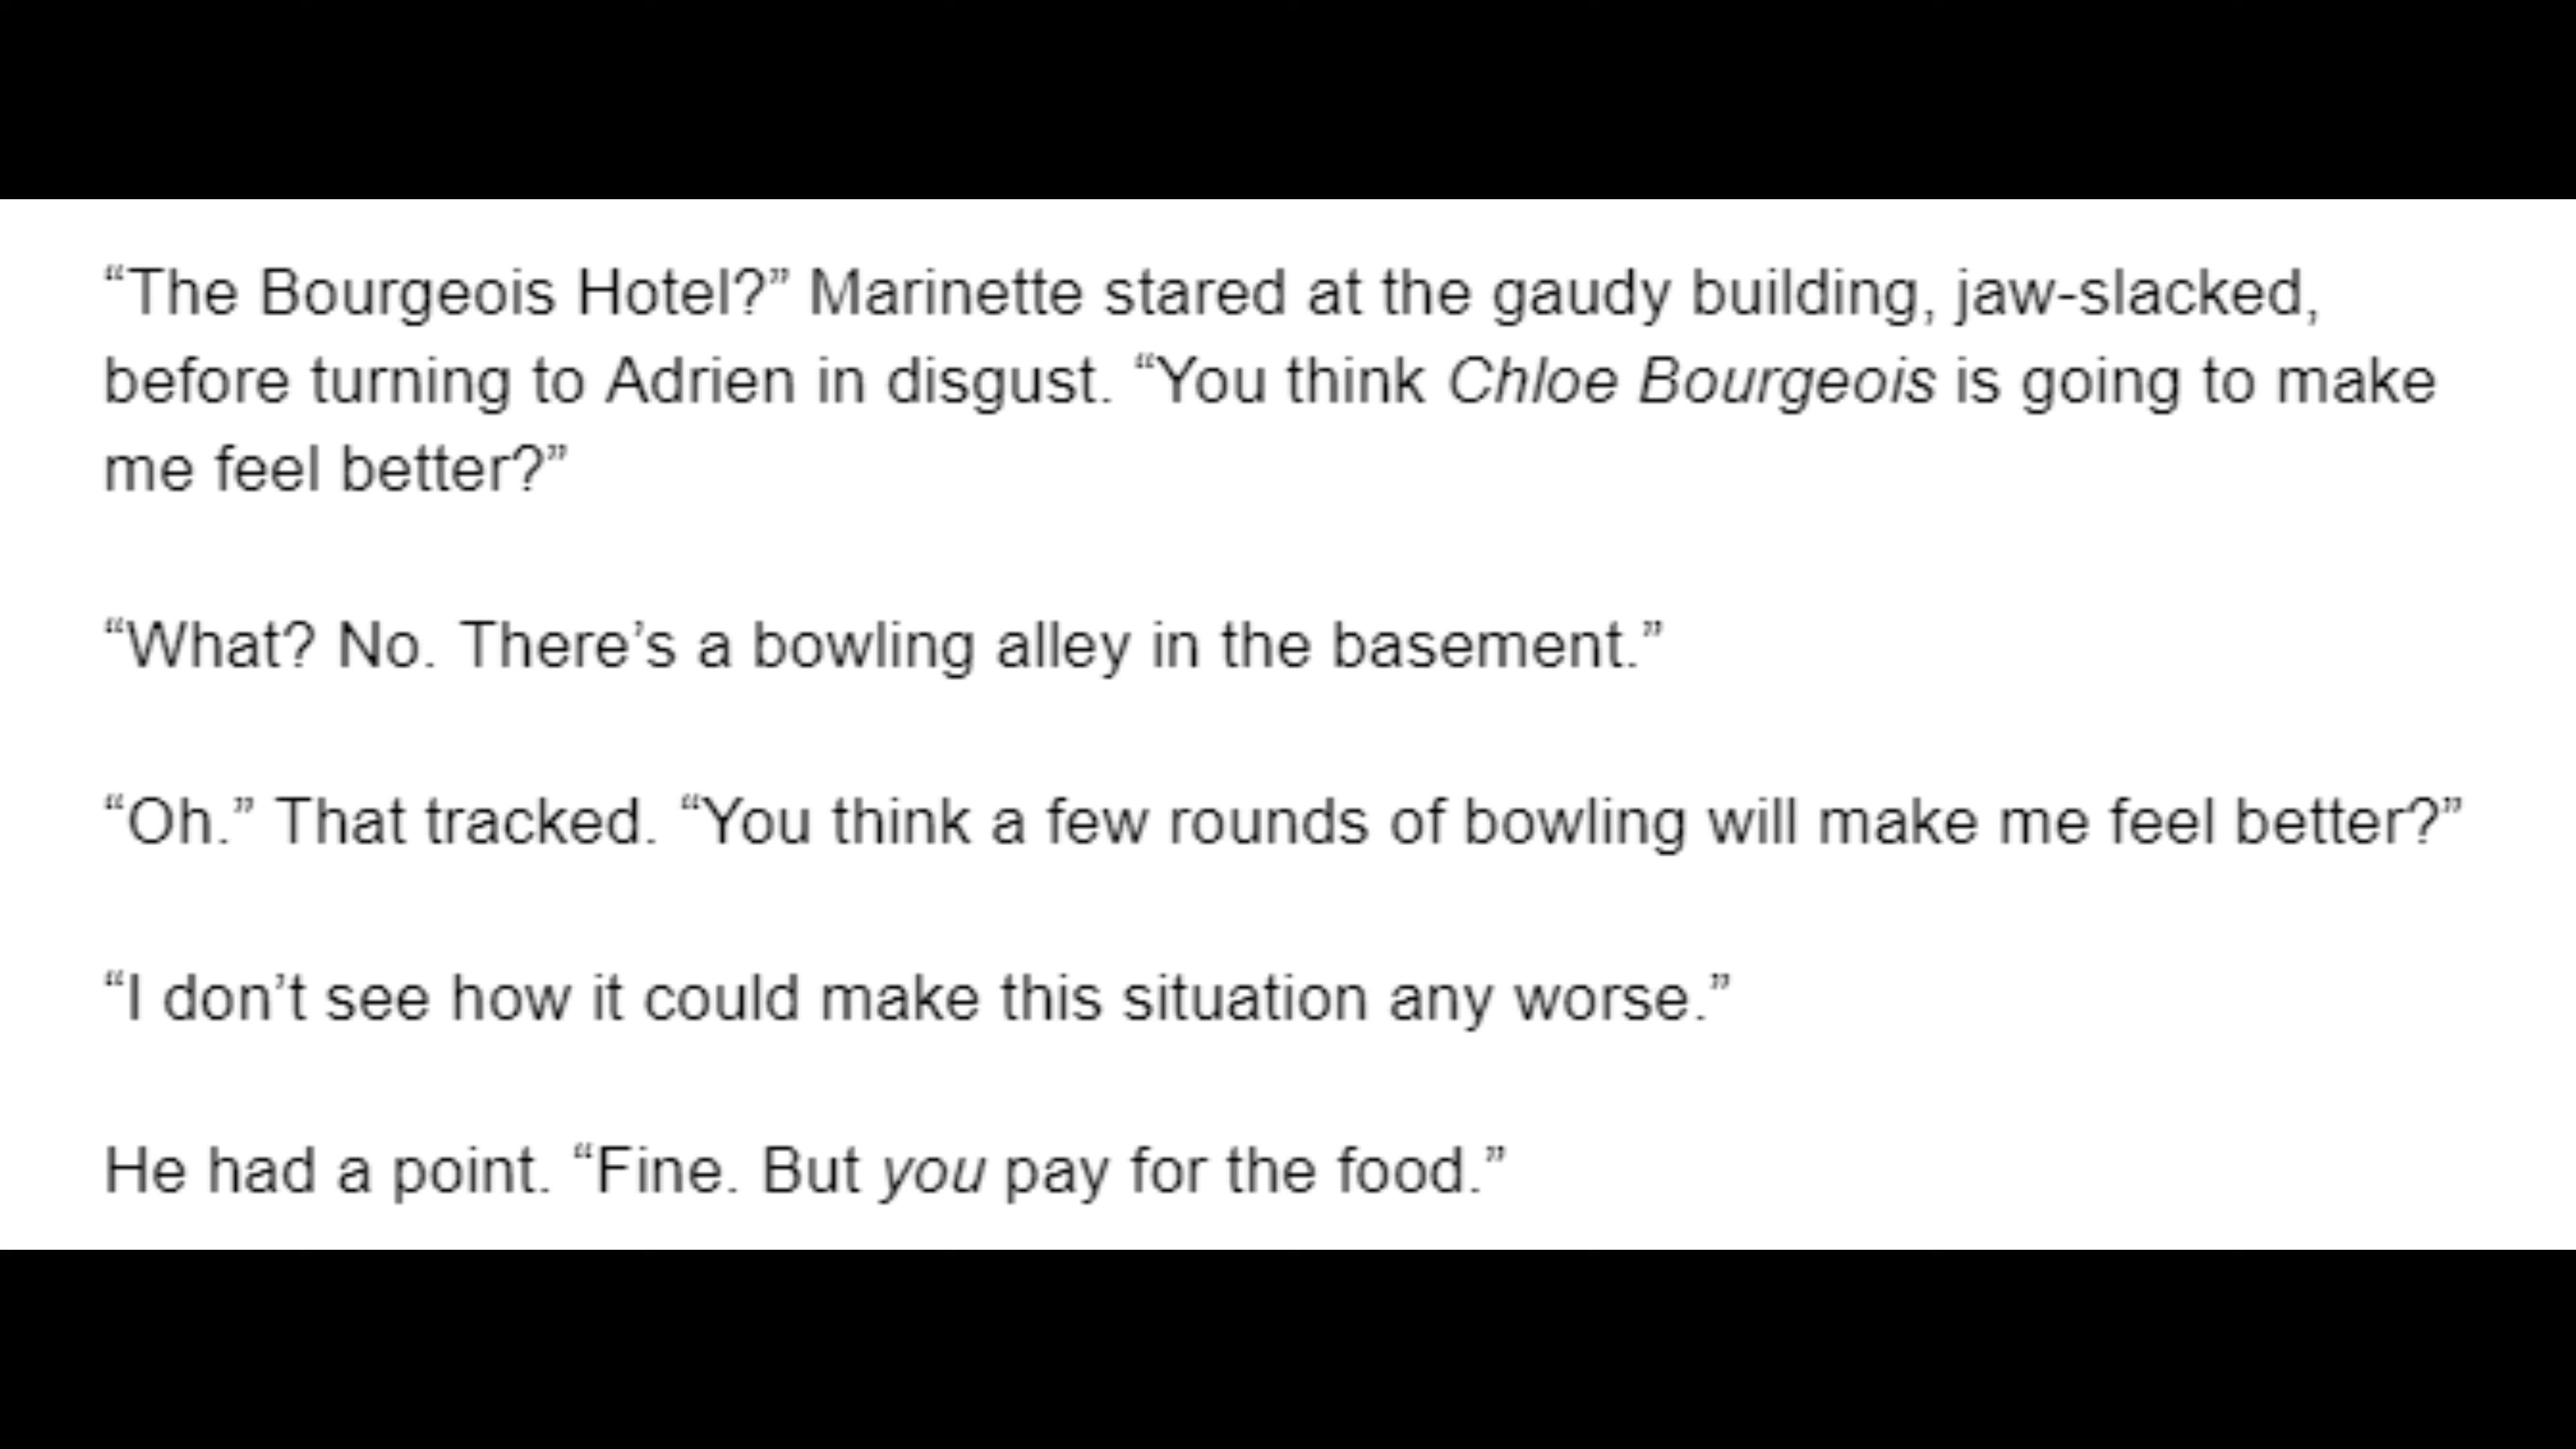 “The Bourgeois Hotel?” Marinette stared at the gaudy building, jaw-slacked,
before turning to Adrien in disgust. “You think Chloe Bourgeois is going to make
me feel better?”
“What? No. There’s a bowling alley in the basement.”
“Oh.” That tracked. “You think a few rounds of bowling will make me feel better?”
“I don’t see how it could make this situation any worse.”
He had a point. “Fine. But you pay for the food.”